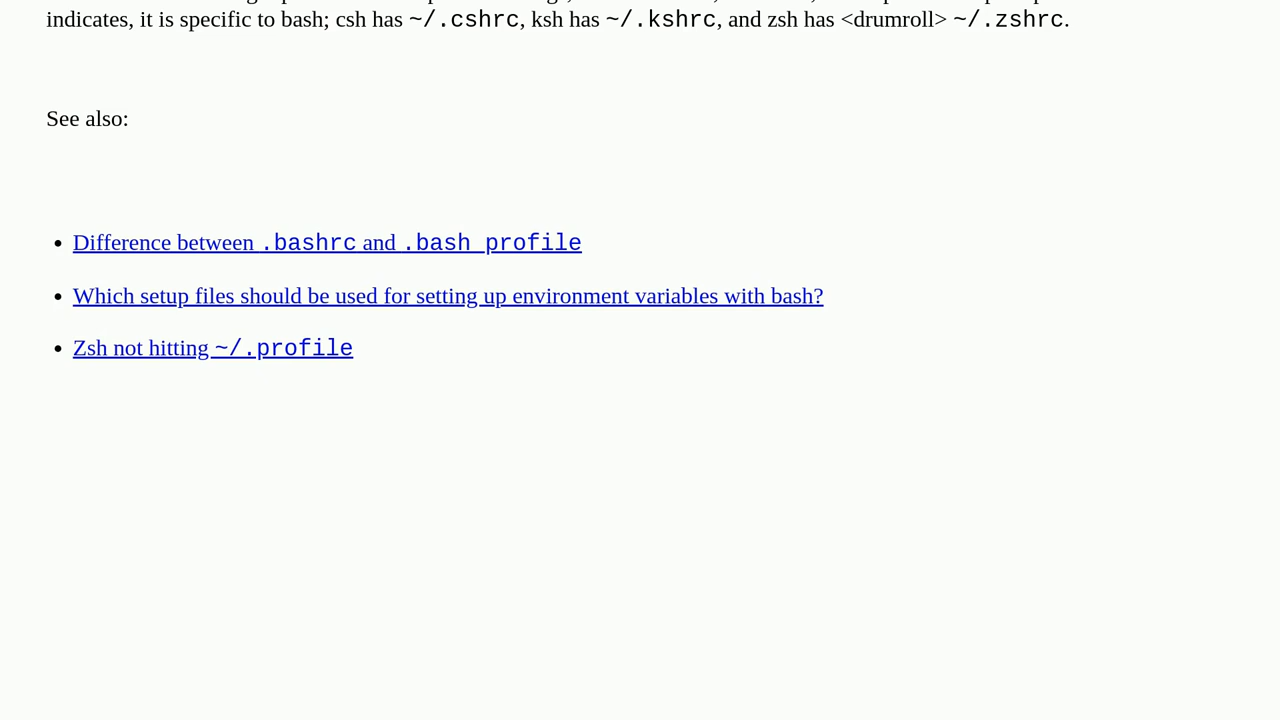 indicates, it is specific to bash; csh has ~/.cshrc, ksh has ~/.kshrc, and zsh has <drumroll> ~/.zshrc.
See also:
• Difference between .bashrc and .bash_profile
• Which setup files should be used for setting up environment variables with bash?
• Zsh not hitting ~/.profile